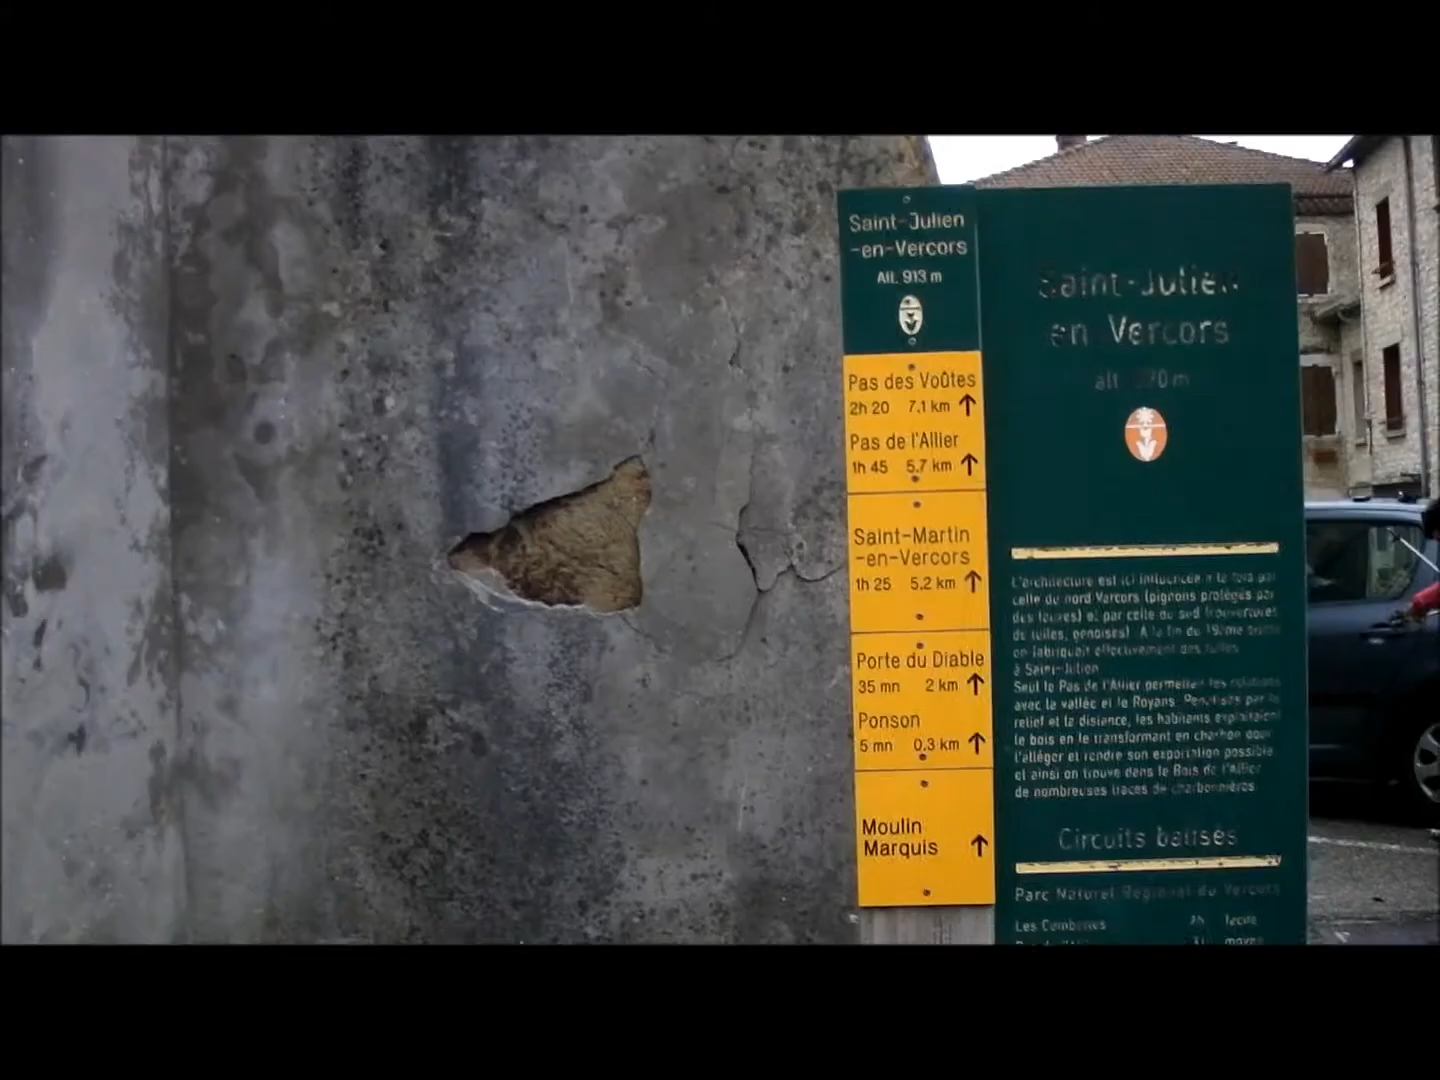 Saint-Julien
-en-Vercors
Alt. 913 m
Pas des Voûtes
2h 20 7,1 km
Pas de l'Allier
1h 45 5,7 km
Saint-Martin
-en-Vercors
1h 25 5,2 km
Porte du Diable
35 mn 2 km
Ponson
5 mn 0,3 km
Moulin
Marquis
Saint-Julien
en Vercors
alt m
L'architecture est ici influencée à la fois par
celle du nord Vercors (pignons protégés par
des lauzes) et par celle du sud (couvertures
de tuiles, génoises). A la fin du 19ème siècle
on fabriquait effectivement des tuiles
à Saint-Julien.
Seul le Pas de l'Allier permettait les relations
avec la vallée et le Royans. Pénalisés par le
relief et la distance, les habitants exploitaient
le bois en le transformant en charbon pour
l'alléger et rendre son exportation possible
et ainsi on trouve dans le Bois de l'Allier
de nombreuses traces de charbonnières.
Circuits balisés
Parc Naturel Régional du Vercors
Les Combettes facile